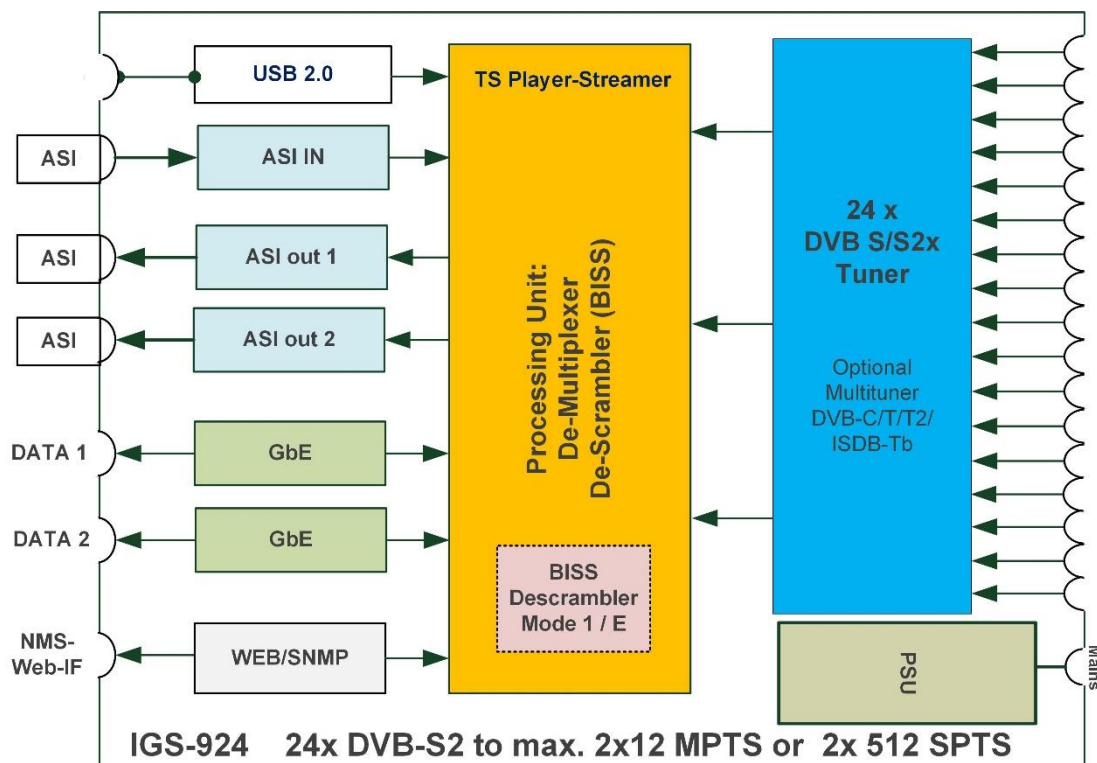 USB 2.0
TS Player-Streamer
ASI
ASI IN
ASI
ASI out 1
ASI
ASI out 2
DATA 1
GbE
DATA 2
GbE
NMS-
Web-IF
WEB/SNMP
Processing Unit:
De-Multiplexer
De-Scrambler (BISS)
BISS
Descrambler
Mode 1 / E
24 x
DVB S/S2x
Tuner
Optional
Multituner
DVB-C/T/T2/
ISDB-Tb
PSU
Mains
IGS-924 24x DVB-S2 to max. 2x12 MPTS or 2x 512 SPTS